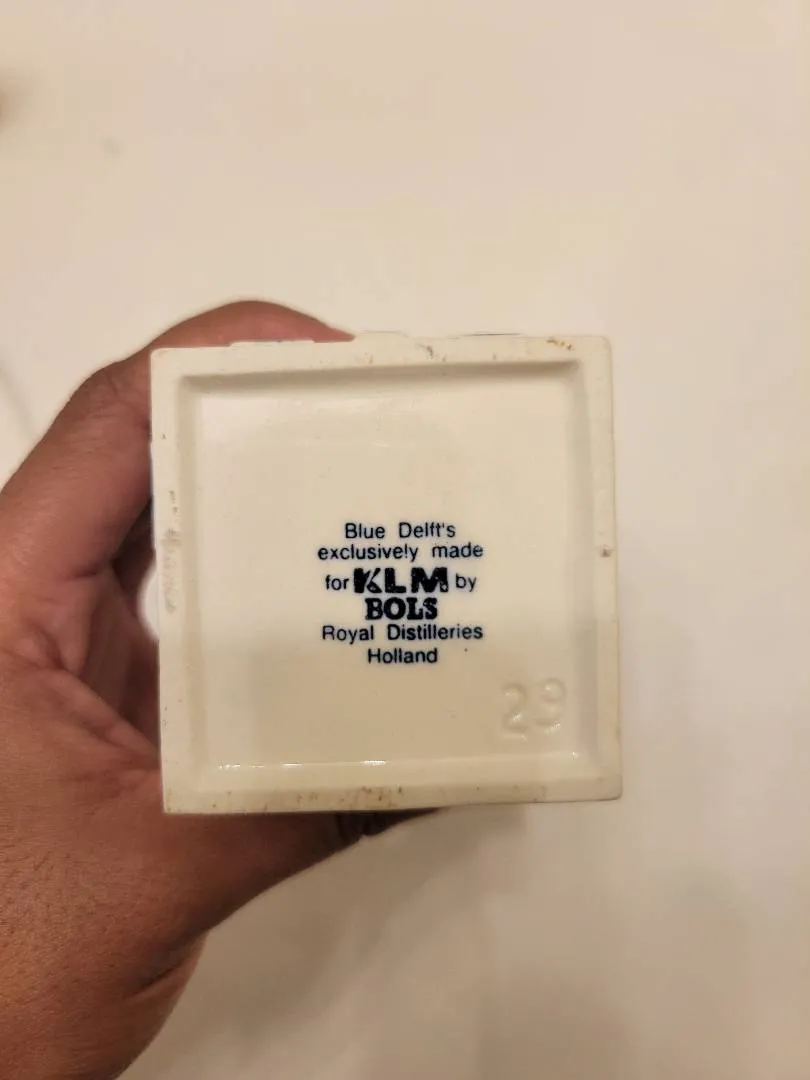 Blue Delft's
exclusively made
for KLM by
BOLS
Royal Distilleries
Holland
29